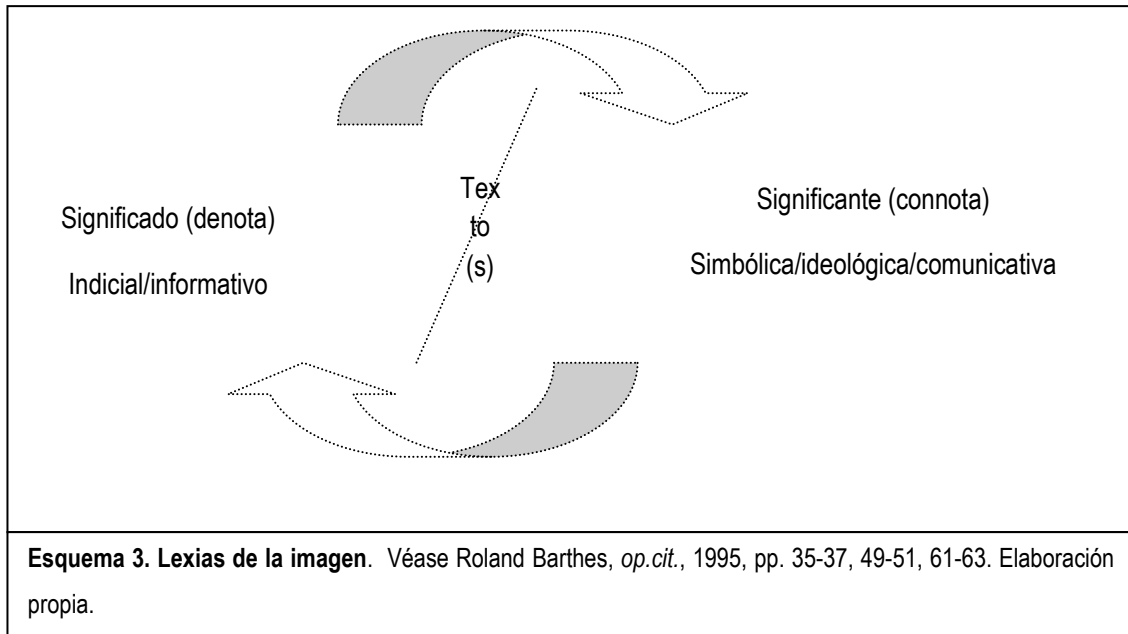 Significado (denota)
Indicial/informativo
Tex
to
(s)
Significante (connota)
Simbólica/ideológica/comunicativa
Esquema 3. Lexias de la imagen. Véase Roland Barthes, op.cit., 1995, pp. 35-37, 49-51, 61-63. Elaboración
propia.